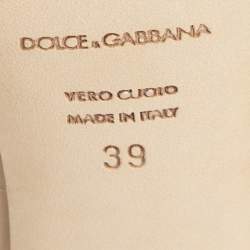 DOLCE & GABBANA
VERO CUOIO
MADE IN ITALY
39